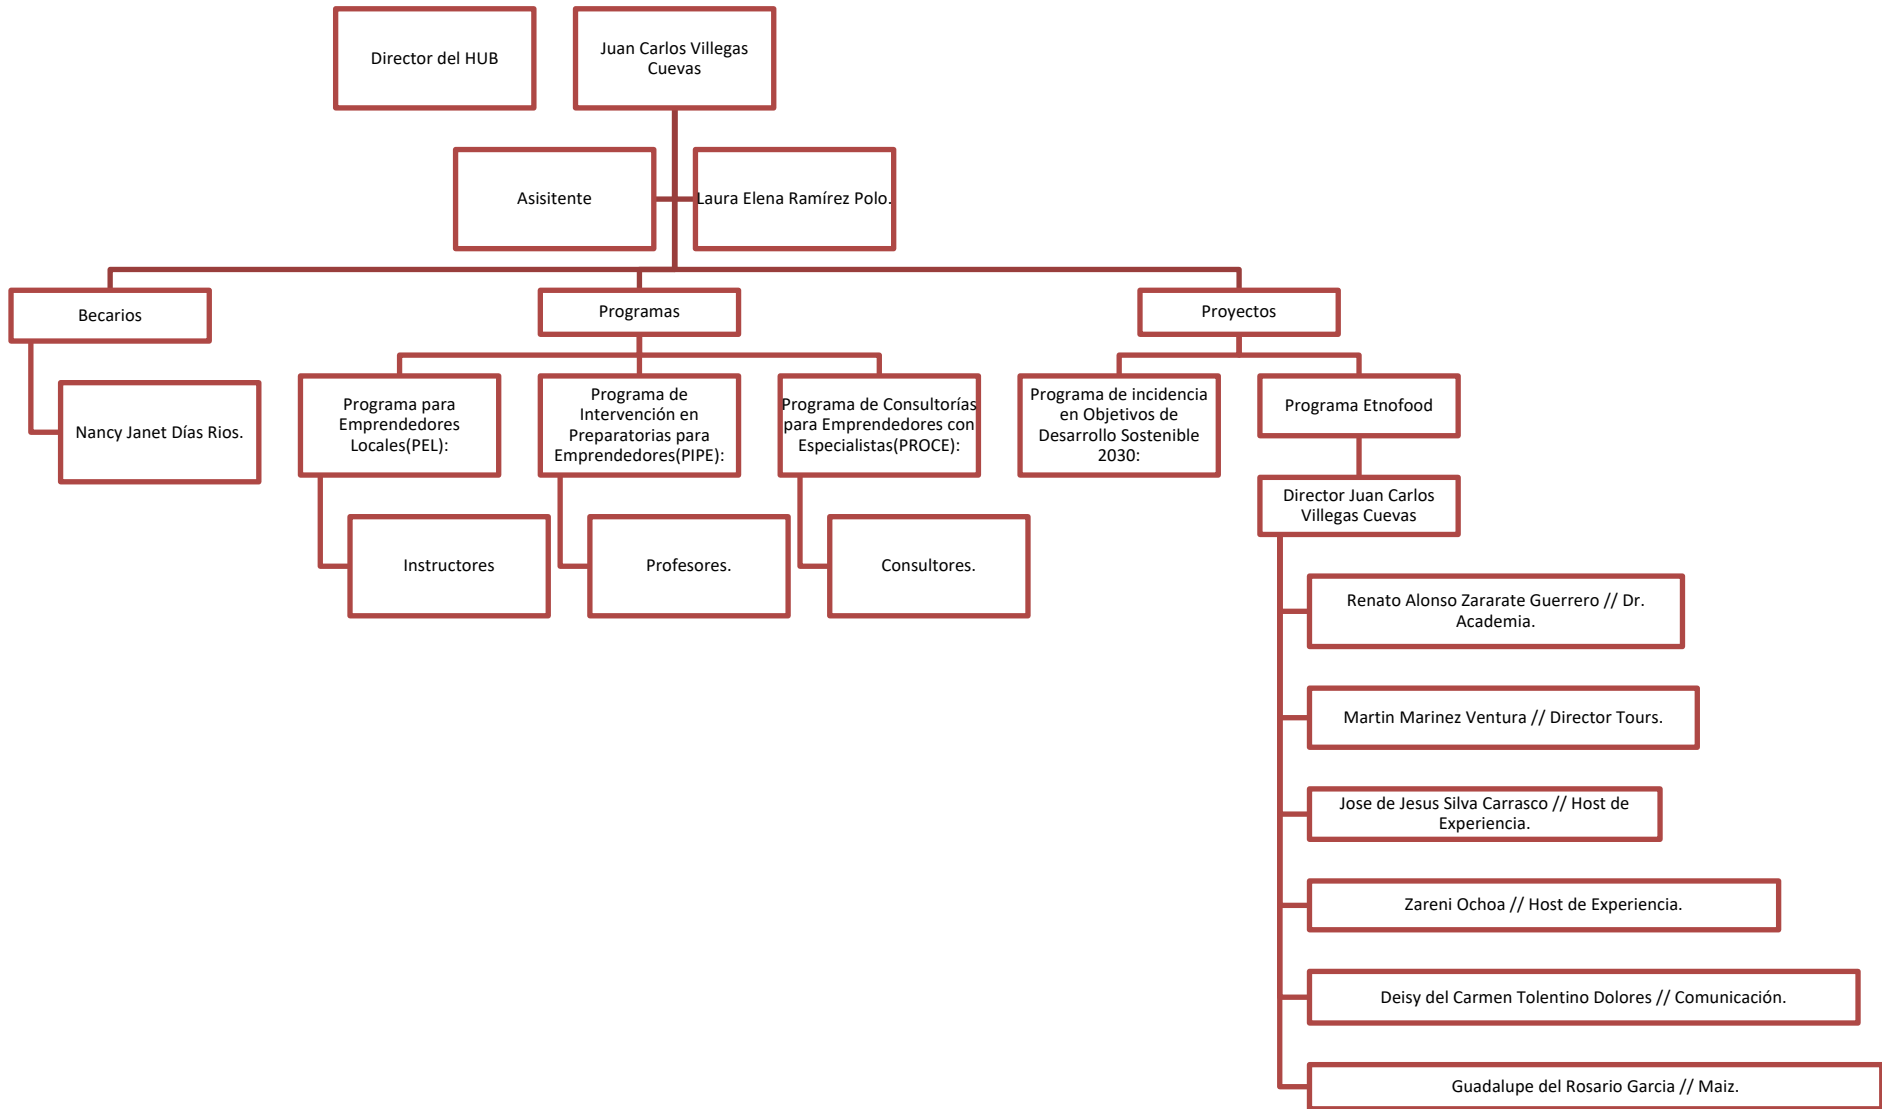 Director del HUB
Juan Carlos Villegas
Cuevas
Asisitente
Laura Elena Ramírez Polo.
Becarios
Programas
Proyectos
Nancy Janet Días Rios.
Programa para
Emprendedores
Locales(PEL):
Programa de
Intervención en
Preparatorias para
Emprendedores(PIPE):
Programa de Consultorías
para Emprendedores con
Especialistas(PROCE):
Programa de incidencia
en Objetivos de
Desarrollo Sostenible
2030:
Programa Etnofood
Instructores
Profesores.
Consultores.
Director Juan Carlos
Villegas Cuevas
Renato Alonso Zararate Guerrero // Dr.
Academia.
Martin Marinez Ventura // Director Tours.
Jose de Jesus Silva Carrasco // Host de
Experiencia.
Zareni Ochoa // Host de Experiencia.
Deisy del Carmen Tolentino Dolores // Comunicación.
Guadalupe del Rosario Garcia // Maiz.